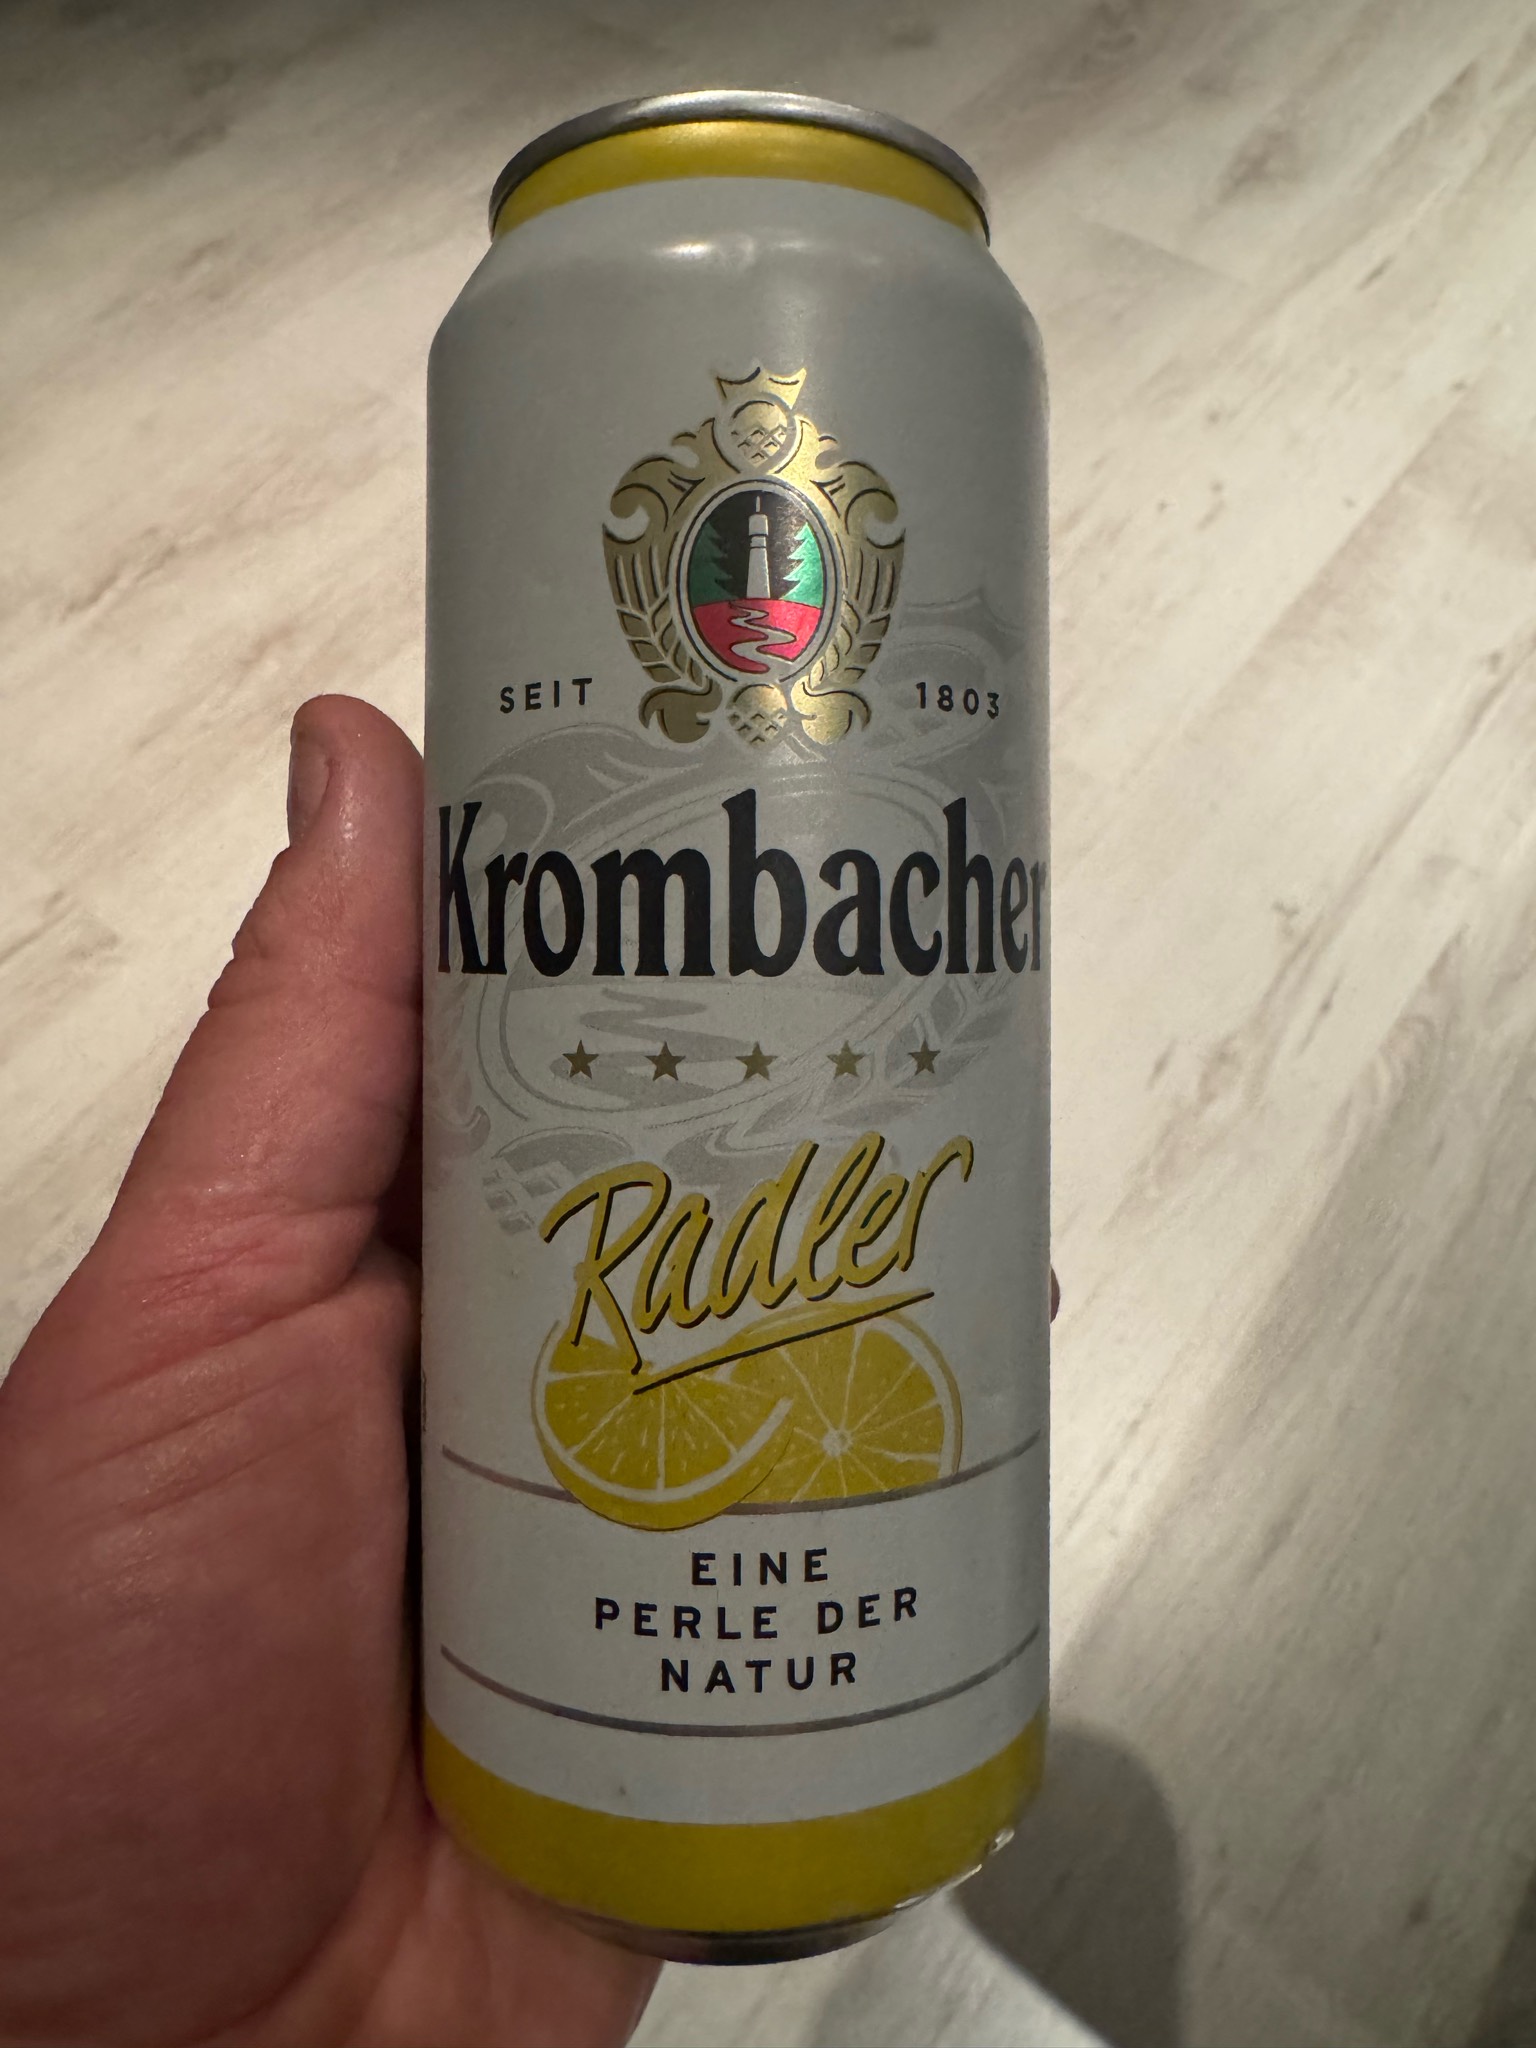 SEIT 1803
Krombacher
Radler
EINE
PERLE DER
NATUR